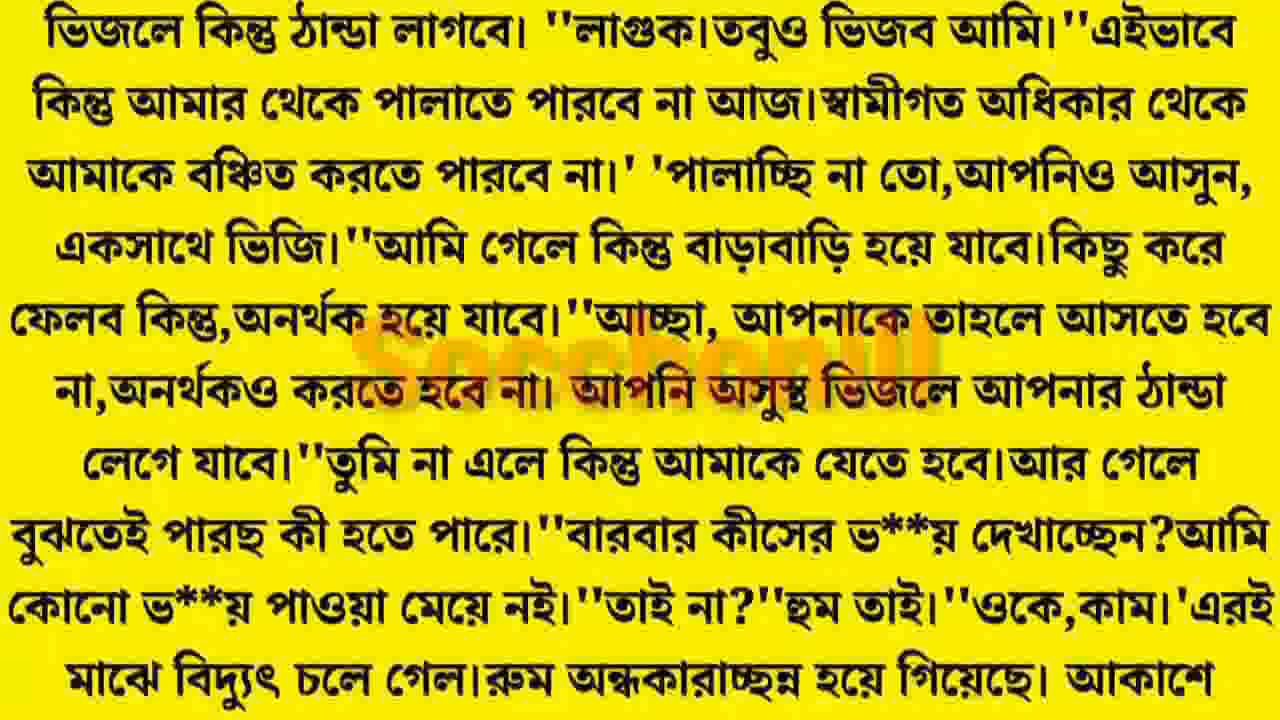 ভিজলে কিন্তু ঠান্ডা লাগবে। ''লাগুক।তবুও ভিজব আমি।''এইভাবে
কিন্তু আমার থেকে পালাতে পারবে না আজ।স্বামীগত অধিকার থেকে
আমাকে বঞ্চিত করতে পারবে না।' 'পালাচ্ছি না তো,আপনিও আসুন,
একসাথে ভিজি।''আমি গেলে কিন্তু বাড়াবাড়ি হয়ে যাবে।কিছু করে
ফেলব কিন্তু,অনর্থক হয়ে যাবে।''আচ্ছা, আপনাকে তাহলে আসতে হবে
না,অনর্থকও করতে হবে না। আপনি অসুস্থ ভিজলে আপনার ঠান্ডা
লেগে যাবে।''তুমি না এলে কিন্তু আমাকে যেতে হবে।আর গেলে
বুঝতেই পারছ কী হতে পারে।''বারবার কীসের ভ**য় দেখাচ্ছেন?আমি
কোনো ভ**য় পাওয়া মেয়ে নই।''তাই না?''হুম তাই।''ওকে,কাম।'এরই
মাঝে বিদ্যুৎ চলে গেল।রুম অন্ধকারাচ্ছন্ন হয়ে গিয়েছে। আকাশে